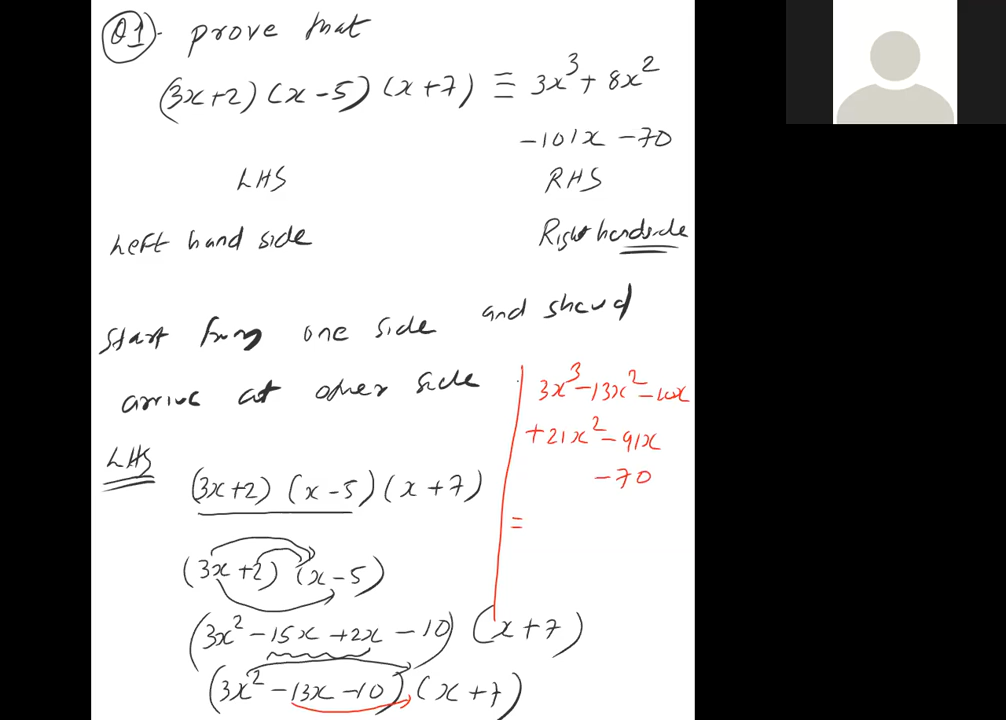 Q1). prove that
(3x+2)(x-5)(x+7) ≡ 3x³ + 8x²
-101x -70
LHS RHS
Left hand side Right handside
start from one side and shoud
arrive at other side
LHS
(3x+2)(x-5)(x+7)
(3x+2)(x-5)
(3x²-15x+2x-10)(x+7)
(3x²-13x-10)(x+7)
3x³-13x²-10x
+21x²-91x
-70
=